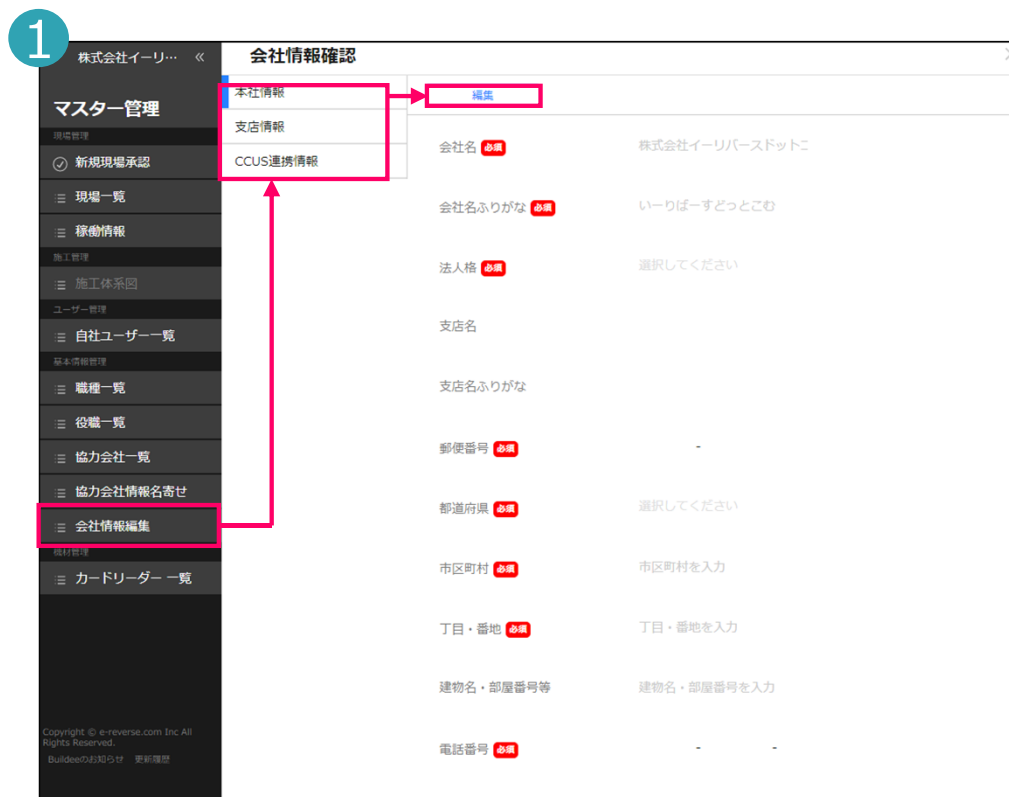 1
株式会社イーリ… «
マスター管理
現場管理
新規現場承認
現場一覧
稼働情報
施工管理
施工体系図
ユーザー管理
自社ユーザー一覧
基本情報管理
職種一覧
役職一覧
協力会社一覧
協力会社情報名寄せ
会社情報編集
機材管理
カードリーダー 一覧
Copyright © e-reverse.com Inc All
Rights Reserved.
Buildeeのお知らせ 更新履歴
会社情報確認
本社情報
支店情報
CCUS連携情報
編集
会社名 必須 株式会社イーリバースドットコ
会社名ふりがな 必須 いーりばーすどっとこむ
法人格 必須 選択してください
支店名
支店名ふりがな
郵便番号 必須 -
都道府県 必須 選択してください
市区町村 必須 市区町村を入力
丁目・番地 必須 丁目・番地を入力
建物名・部屋番号等 建物名・部屋番号を入力
電話番号 必須 - -